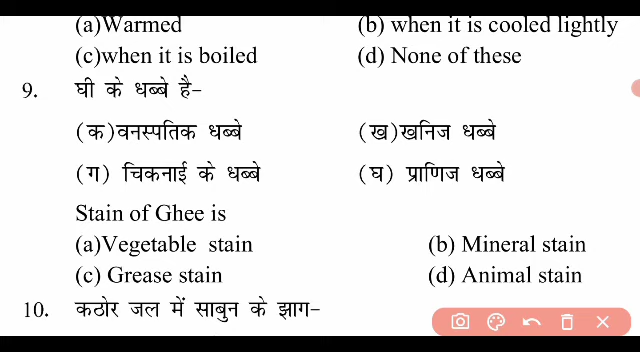 (a)Warmed (b) when it is cooled lightly
(c)when it is boiled (d) None of these
9. घी के धब्बे है-
(क)वनस्पतिक धब्बे (ख)खनिज धब्बे
(ग) चिकनाई के धब्बे (घ) प्राणिज धब्बे
Stain of Ghee is
(a)Vegetable stain (b) Mineral stain
(c) Grease stain (d) Animal stain
10. कठोर जल में साबुन के झाग-